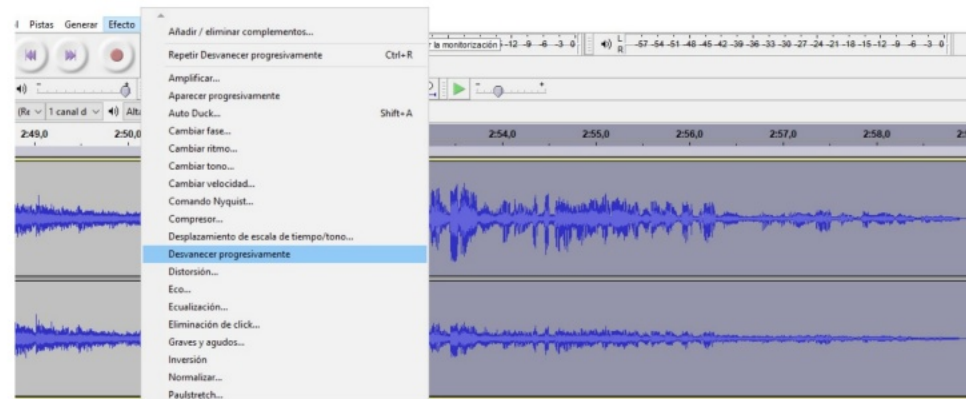 l Pistas Generar Efecto
Añadir / eliminar complementos...
Repetir Desvanecer progresivamente Ctrl+R
Amplificar...
Aparecer progresivamente
Auto Duck... Shift+A
Cambiar fase...
Cambiar ritmo...
Cambiar tono...
Cambiar velocidad...
Comando Nyquist...
Compresor...
Desplazamiento de escala de tiempo/tono...
Desvanecer progresivamente
Distorsión...
Eco...
Ecualización...
Eliminación de click...
Graves y agudos...
Inversión
Normalizar...
Paulstretch...
r la monitorización -12 -9 -6 -3 0
L
R
-57 -54 -51 -48 -45 -42 -39 -36 -33 -30 -27 -24 -21 -18 -15 -12 -9 -6 -3 0
- +
(Re 1 canal d Alta
2:49,0 2:50,0 2:54,0 2:55,0 2:56,0 2:57,0 2:58,0